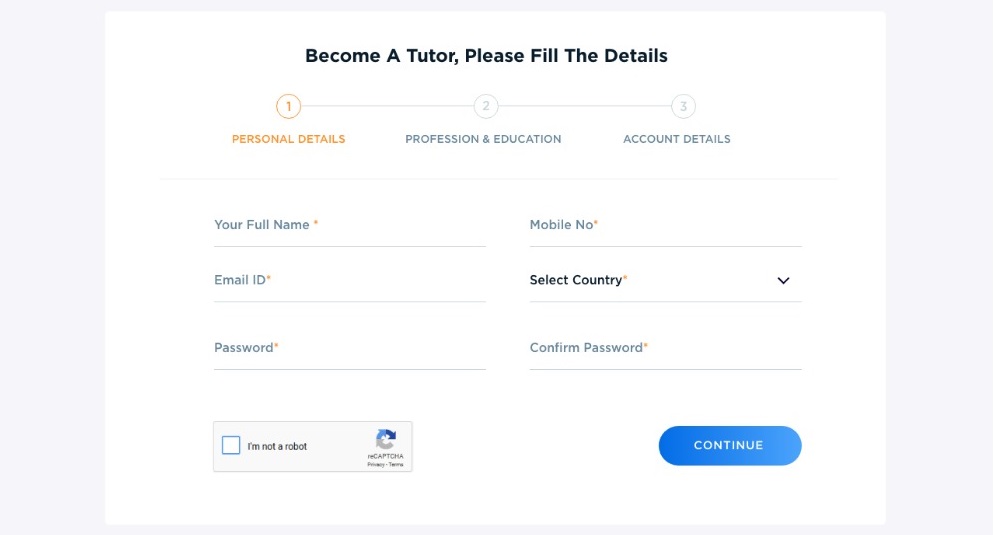 Become A Tutor, Please Fill The Details
1 2 3
PERSONAL DETAILS PROFESSION & EDUCATION ACCOUNT DETAILS
Your Full Name * Mobile No*
Email ID* Select Country*
Password* Confirm Password*
I'm not a robot
reCAPTCHA
Privacy - Terms
CONTINUE